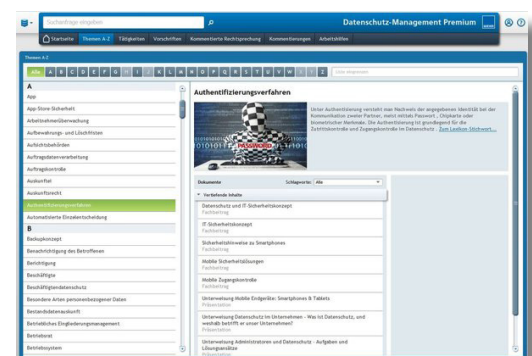 Suchanfrage eingeben
Datenschutz-Management Premium
Startseite Themen A-Z Tätigkeiten Vorschriften Kommentierte Rechtsprechung Kommentierungen Arbeitshilfen
Themen A-Z
Alle A B C D E F G H I J K L M N O P Q R S T U V W X Y Z
A
App
App-Store-Sicherheit
Arbeitnehmerüberwachung
Aufbewahrungs- und Löschfristen
Aufsichtsbehörden
Auftragsdatenverarbeitung
Auftragskontrolle
Auskunftei
Auskunftsrecht
Authentifizierungsverfahren
Automatisierte Einzelentscheidung
B
Backupkonzept
Benachrichtigung des Betroffenen
Berichtigung
Beschäftigte
Beschäftigtendatenschutz
Besondere Arten personenbezogener Daten
Bestandsdatenauskunft
Betriebliches Eingliederungsmanagement
Betriebsrat
Betriebssystem
Authentifizierungsverfahren
PASSWORD
Unter Authentisierung versteht man Nachweis der angegebenen Identität bei der
Kommunikation zweier Partner, meist mittels Passwort, Chipkarte oder
biometrischer Merkmale. Die Authentisierung ist grundlegend für die
Zutrittskontrolle und Zugangskontrolle im Datenschutz. Zum Lexikon-Stichwort...
Dokumente Schlagworte: Alle
Vertiefende Inhalte
Datenschutz und IT-Sicherheitskonzept
Fachbeitrag
IT-Sicherheitskonzept
Fachbeitrag
Sicherheitshinweise zu Smartphones
Fachbeitrag
Mobile Sicherheitslösungen
Fachbeitrag
Mobile Zugangskontrolle
Fachbeitrag
Unterweisung Mobile Endgeräte: Smartphones & Tablets
Präsentation
Unterweisung Datenschutz im Unternehmen - Was ist Datenschutz, und
weshalb betrifft er unser Unternehmen?
Präsentation
Unterweisung Administratoren und Datenschutz - Aufgaben und
Lösungsansätze